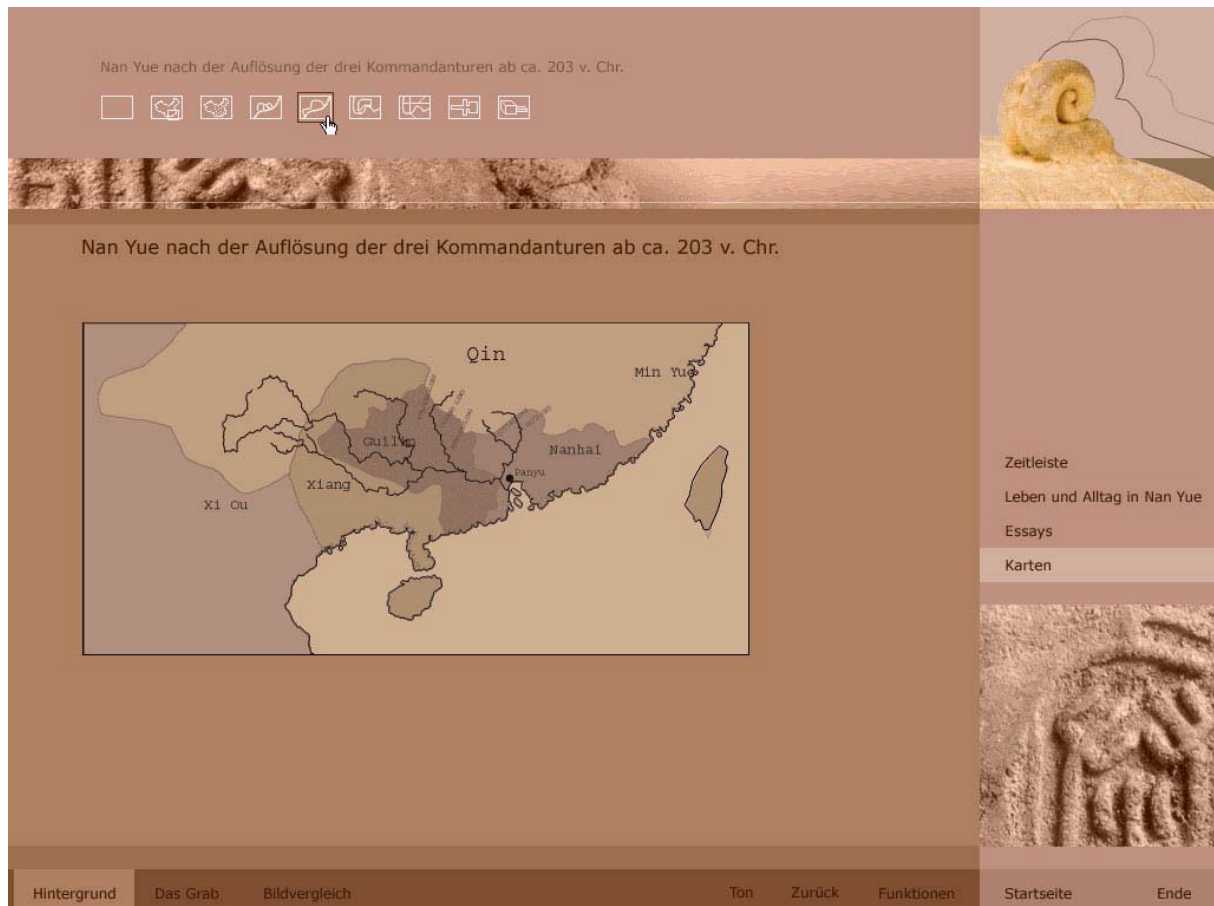 Nan Yue nach der Auflösung der drei Kommandanturen ab ca. 203 v. Chr.
Nan Yue nach der Auflösung der drei Kommandanturen ab ca. 203 v. Chr.
Qin
Min Yue
Guilin
Nanhai
Panyu
Xiang
Xi Ou
Zeitleiste
Leben und Alltag in Nan Yue
Essays
Karten
Hintergrund
Das Grab
Bildvergleich
Ton
Zurück
Funktionen
Startseite
Ende